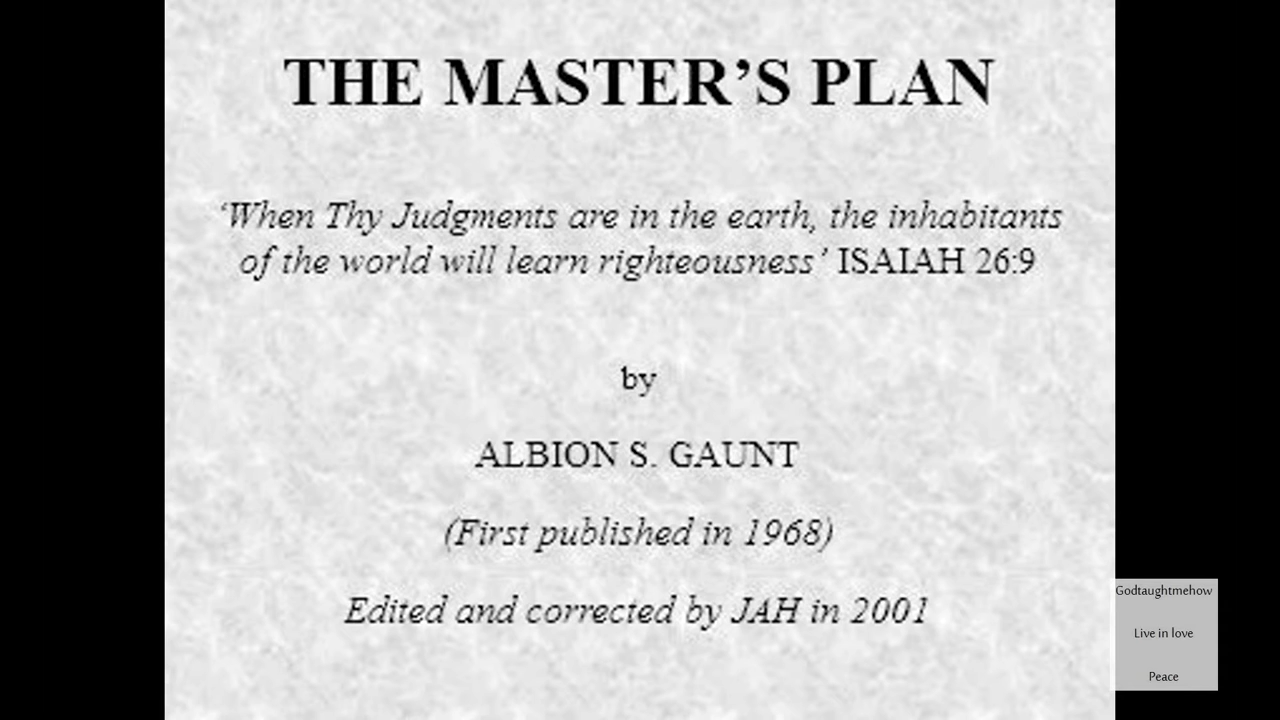 THE MASTER’S PLAN
‘When Thy Judgments are in the earth, the inhabitants
of the world will learn righteousness’ ISAIAH 26:9
by
ALBION S. GAUNT
(First published in 1968)
Edited and corrected by JAH in 2001
Godtaughtmehow
Live in love
Peace